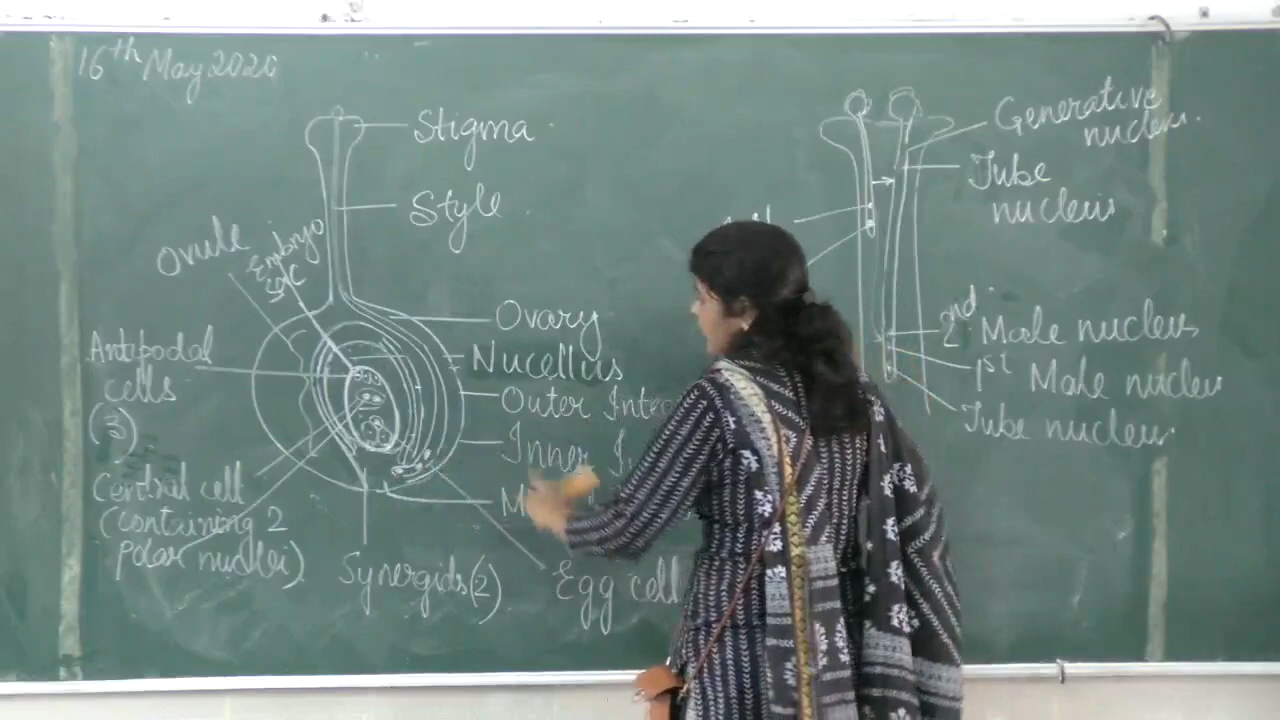 16th May 2020
Stigma
Style
Ovule
Embryo
sac
Ovary
Nucellus
Outer
Inner
Antipodal
cells
(3)
Central cell
(containing 2
polar nuclei)
Synergids(2)
Egg cell
Generative
nucleus.
Tube
nucleus
2nd Male nucleus
1st Male nucleus
Tube nucleus.